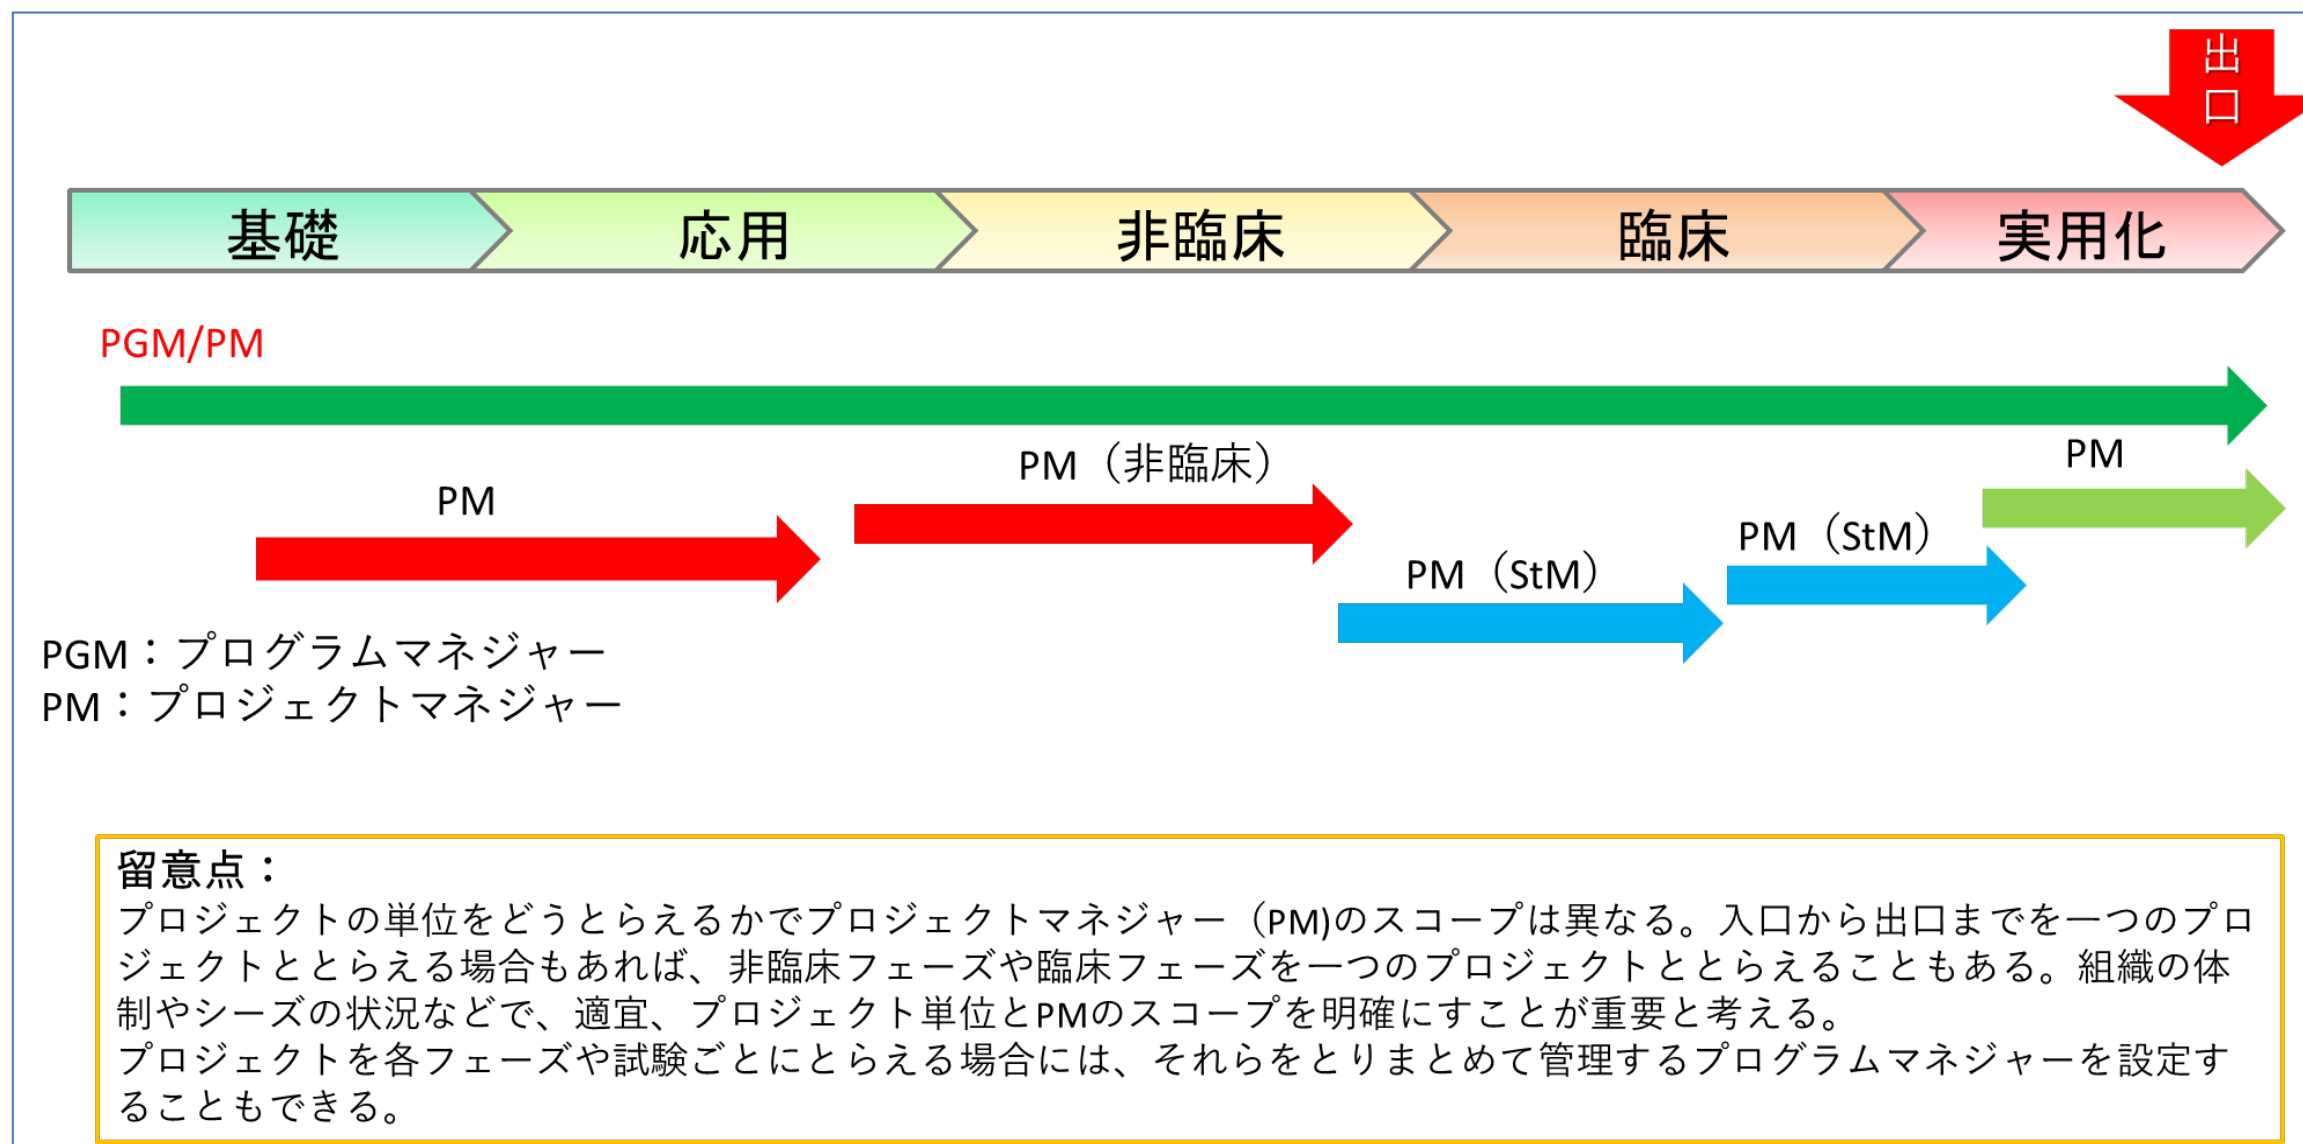 出
口
基礎
応用
非臨床
臨床
実用化
PGM/PM
PM
PM（非臨床）
PM（StM）
PM（StM）
PM
PGM：プログラムマネジャー
PM：プロジェクトマネジャー
留意点：
プロジェクトの単位をどうとらえるかでプロジェクトマネジャー（PM)のスコープは異なる。入口から出口までを一つのプロ
ジェクトととらえる場合もあれば、非臨床フェーズや臨床フェーズを一つのプロジェクトととらえることもある。組織の体
制やシーズの状況などで、適宜、プロジェクト単位とPMのスコープを明確にすことが重要と考える。
プロジェクトを各フェーズや試験ごとにとらえる場合には、それらをとりまとめて管理するプログラムマネジャーを設定す
ることもできる。